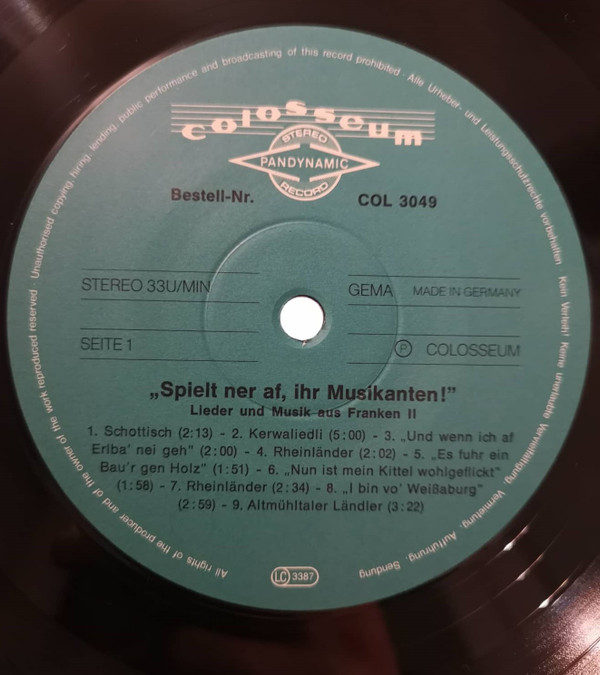 colosseum
STEREO
PANDYNAMIC
RECORD
Bestell-Nr. COL 3049
STEREO 33U/MIN GEMA MADE IN GERMANY
SEITE 1 Ⓟ COLOSSEUM
„Spielt ner af, ihr Musikanten!”
Lieder und Musik aus Franken II
1. Schottisch (2:13) - 2. Kerwaliedli (5:00) - 3. „Und wenn ich af
Erlba' nei geh” (2:00) - 4. Rheinländer (2:02) - 5. „Es fuhr ein
Bau'r gen Holz” (1:51) - 6. „Nun ist mein Kittel wohlgeflickt”
(1:58) - 7. Rheinländer (2:34) - 8. „I bin vo' Weißaburg”
(2:59) - 9. Altmühltaler Ländler (3:22)
LC 3387
All rights of the producer and of the owner of the work reproduced reserved · Unauthorised copying, hiring, lending, public performance and broadcasting of this record prohibited · Alle Urheber- und Leistungsschutzrechte vorbehalten · Kein Verleih! Keine unerlaubte Vervielfältigung, Vermietung, Aufführung, Sendung